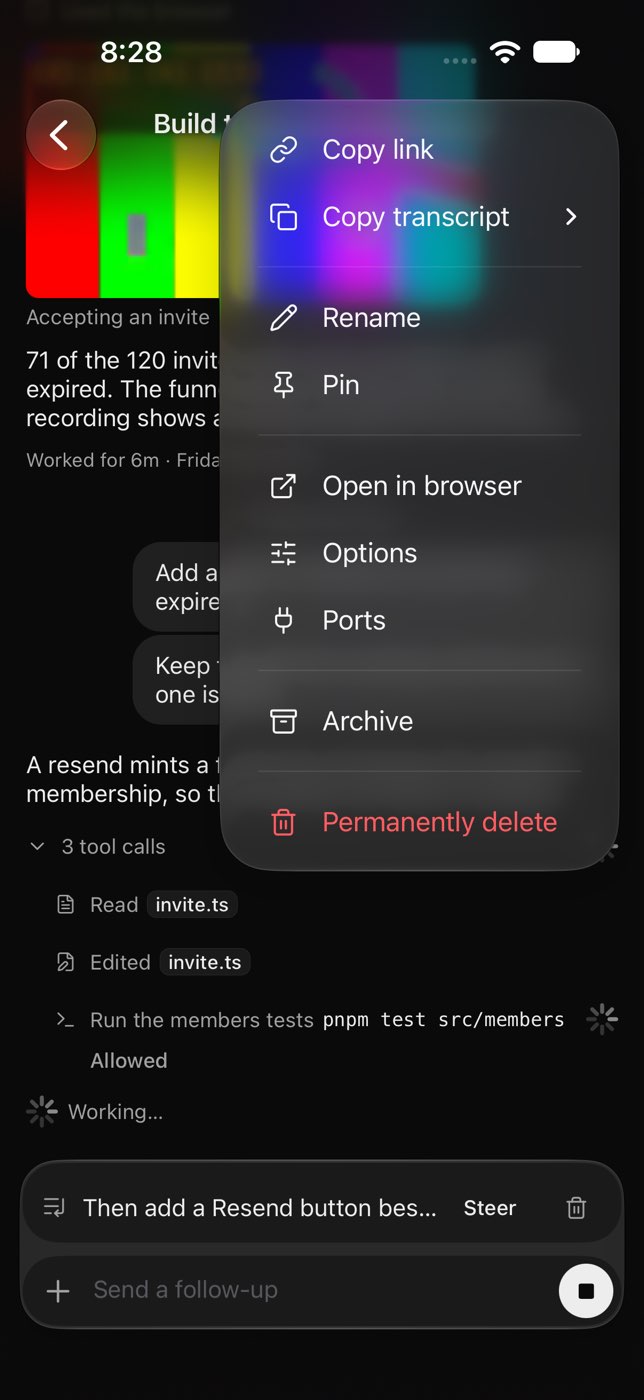 8:28
Build
Copy link
Copy transcript
Rename
Pin
Open in browser
Options
Ports
Archive
Permanently delete
Accepting an invite
71 of the 120 invit
expired. The funn
recording shows a
Worked for 6m · Frida
Add a
expire
Keep
one is
A resend mints a f
membership, so th
3 tool calls
Read invite.ts
Edited invite.ts
Run the members tests pnpm test src/members
Allowed
Working...
Then add a Resend button bes... Steer
Send a follow-up